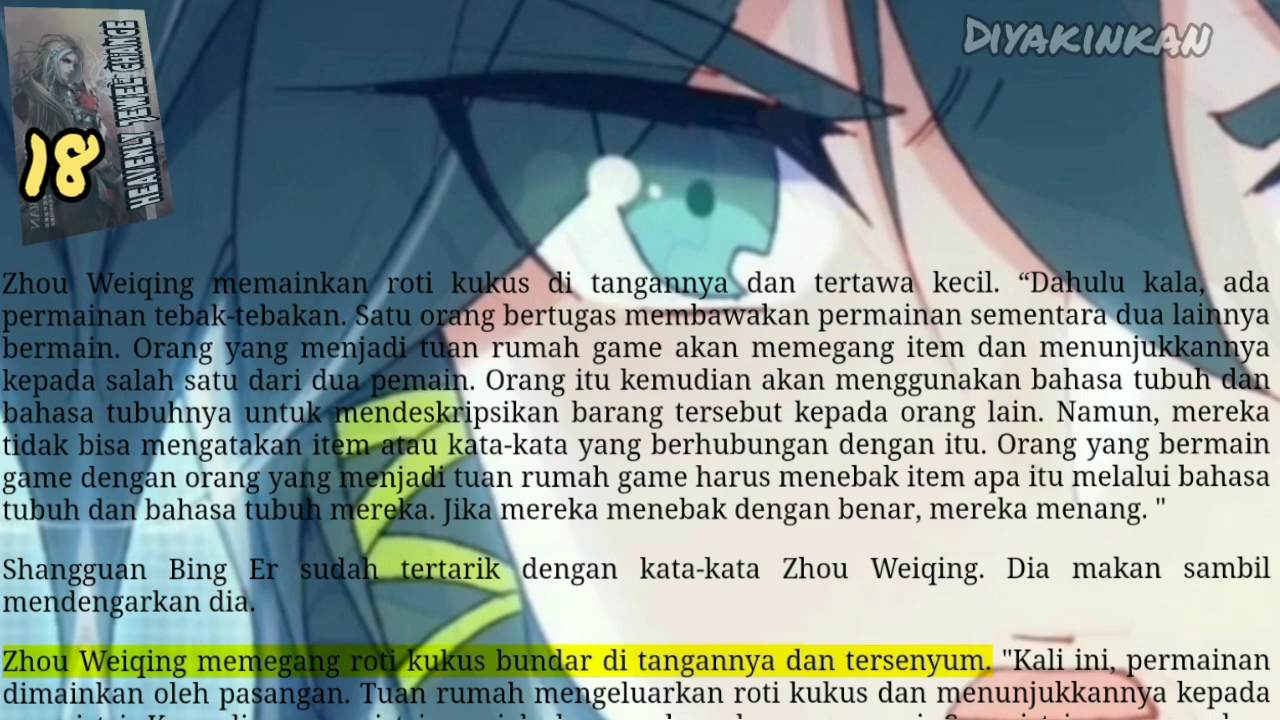 DIYAKINKAN
HEAVENLY JEWEL CHANGE
18
Zhou Weiqing memainkan roti kukus di tangannya dan tertawa kecil. “Dahulu kala, ada
permainan tebak-tebakan. Satu orang bertugas membawakan permainan sementara dua lainnya
bermain. Orang yang menjadi tuan rumah game akan memegang item dan menunjukkannya
kepada salah satu dari dua pemain. Orang itu kemudian akan menggunakan bahasa tubuh dan
bahasa tubuhnya untuk mendeskripsikan barang tersebut kepada orang lain. Namun, mereka
tidak bisa mengatakan item atau kata-kata yang berhubungan dengan itu. Orang yang bermain
game dengan orang yang menjadi tuan rumah game harus menebak item apa itu melalui bahasa
tubuh dan bahasa tubuh mereka. Jika mereka menebak dengan benar, mereka menang. "
Shangguan Bing Er sudah tertarik dengan kata-kata Zhou Weiqing. Dia makan sambil
mendengarkan dia.
Zhou Weiqing memegang roti kukus bundar di tangannya dan tersenyum. "Kali ini, permainan
dimainkan oleh pasangan. Tuan rumah mengeluarkan roti kukus dan menunjukkannya kepada